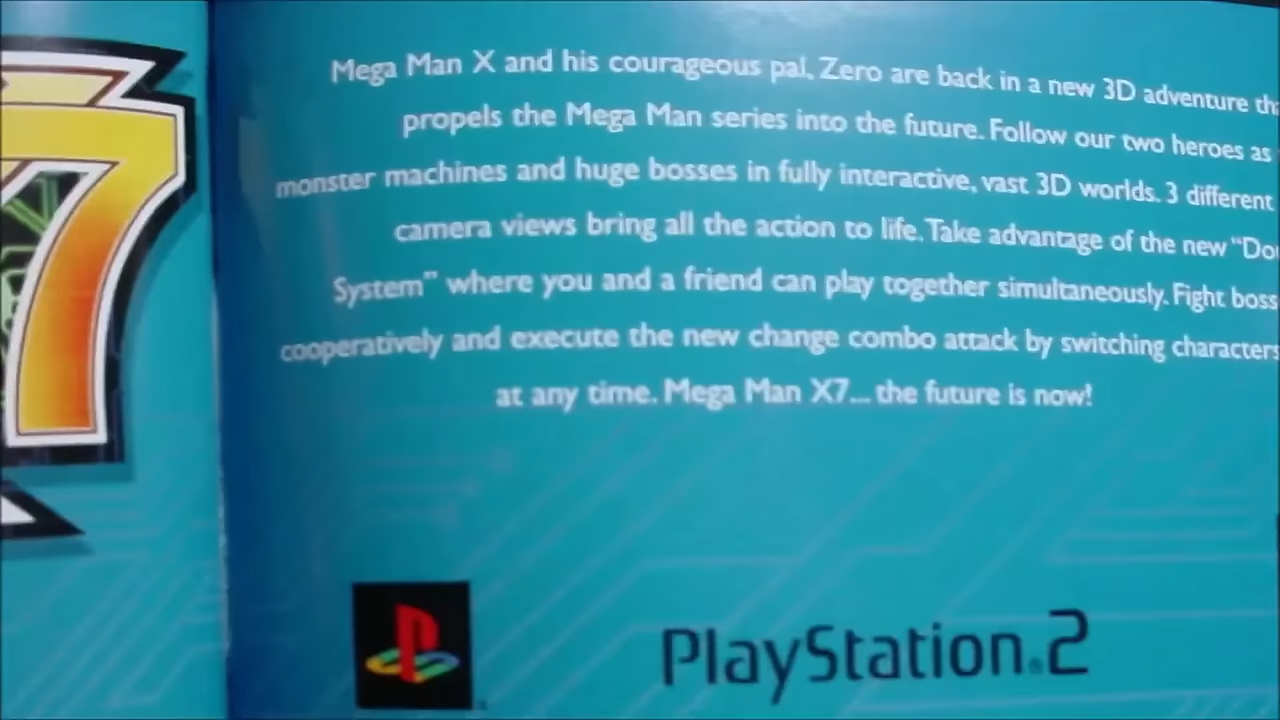 7
Mega Man X and his courageous pal, Zero are back in a new 3D adventure
propels the Mega Man series into the future. Follow our two heroes as
monster machines and huge bosses in fully interactive, vast 3D worlds. 3 different
camera views bring all the action to life. Take advantage of the new “Do
System” where you and a friend can play together simultaneously. Fight boss
cooperatively and execute the new change combo attack by switching characters
at any time. Mega Man X7... the future is now!
PlayStation®2